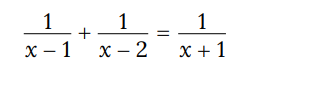 1/(x − 1) + 1/(x − 2) = 1/(x + 1)